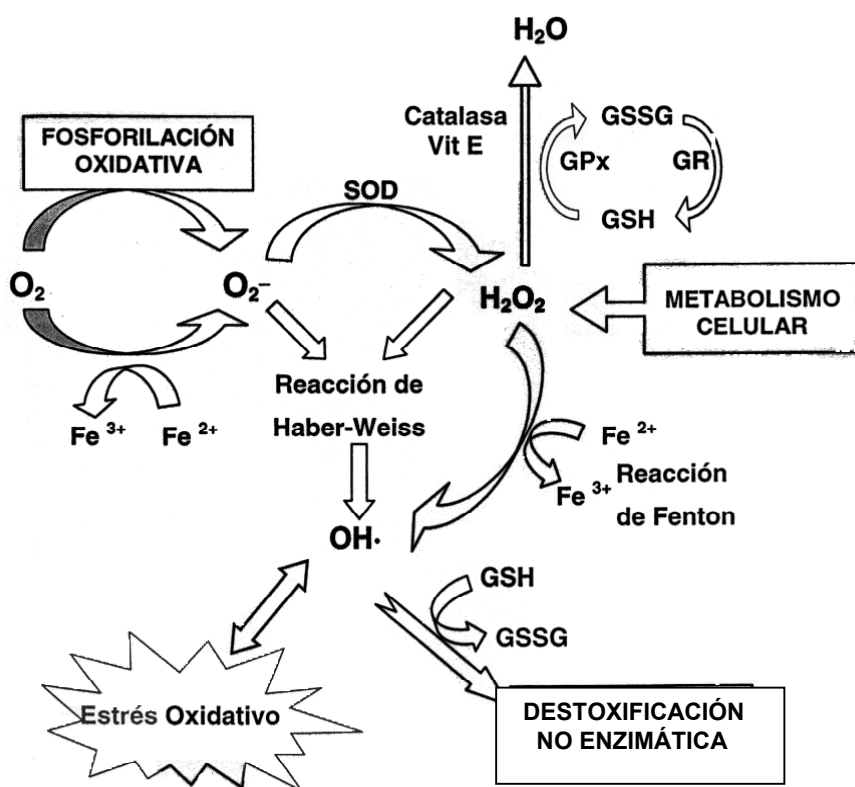 H₂O
FOSFORILACIÓN
OXIDATIVA
Catalasa
Vit E
GSSG
GPx
GR
GSH
SOD
O₂
O₂⁻
H₂O₂
METABOLISMO
CELULAR
Reacción de
Haber-Weiss
Fe ³⁺
Fe ²⁺
Fe ²⁺
Fe ³⁺
Reacción
de Fenton
OH·
GSH
GSSG
Estrés Oxidativo
DESTOXIFICACIÓN
NO ENZIMÁTICA